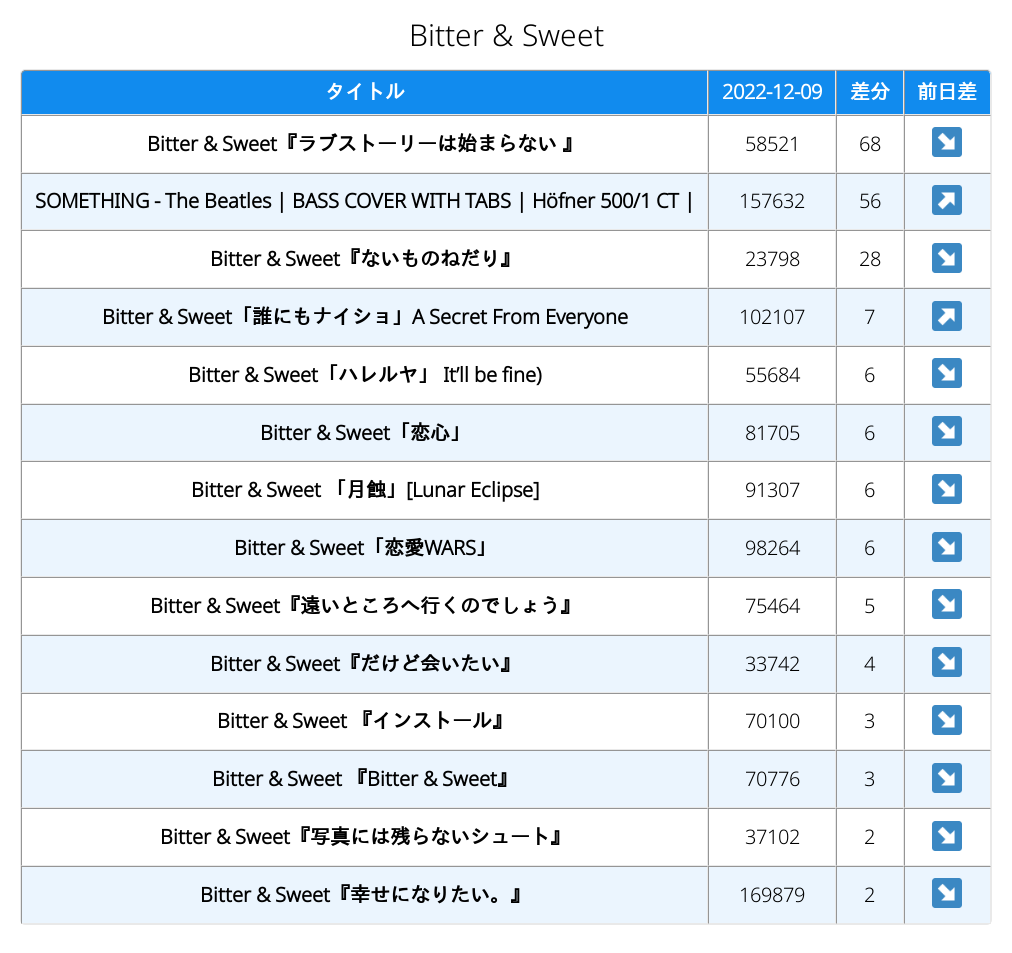 Bitter & Sweet
タイトル 2022-12-09 差分 前日差
Bitter & Sweet『ラブストーリーは始まらない 』 58521 68 ↘
SOMETHING - The Beatles | BASS COVER WITH TABS | Höfner 500/1 CT | 157632 56 ↗
Bitter & Sweet『ないものねだり』 23798 28 ↘
Bitter & Sweet「誰にもナイショ」A Secret From Everyone 102107 7 ↗
Bitter & Sweet「ハレルヤ」 It’ll be fine) 55684 6 ↘
Bitter & Sweet「恋心」 81705 6 ↘
Bitter & Sweet 「月蝕」[Lunar Eclipse] 91307 6 ↘
Bitter & Sweet「恋愛WARS」 98264 6 ↘
Bitter & Sweet『遠いところへ行くのでしょう』 75464 5 ↘
Bitter & Sweet『だけど会いたい』 33742 4 ↘
Bitter & Sweet 『インストール』 70100 3 ↘
Bitter & Sweet 『Bitter & Sweet』 70776 3 ↘
Bitter & Sweet『写真には残らないシュート』 37102 2 ↘
Bitter & Sweet『幸せになりたい。』 169879 2 ↘